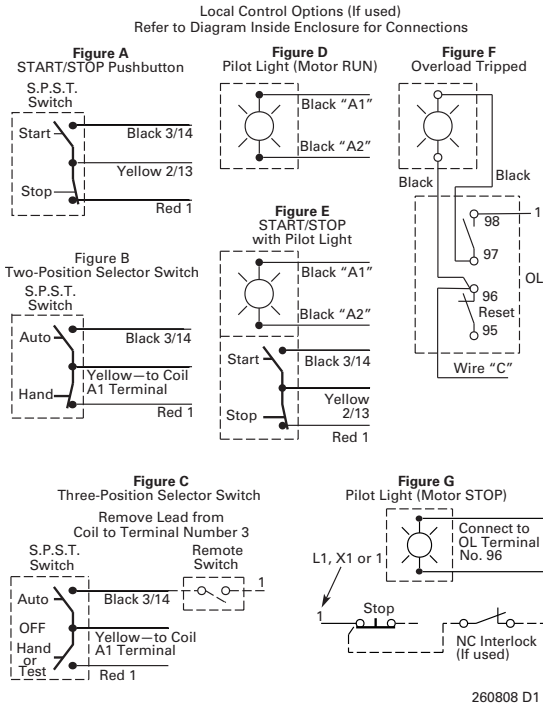 Local Control Options (If used)
Refer to Diagram Inside Enclosure for Connections
Figure A
START/STOP Pushbutton
S.P.S.T.
Switch
Start
Black 3/14
Yellow 2/13
Stop
Red 1
Figure B
Two-Position Selector Switch
S.P.S.T.
Switch
Auto
Black 3/14
Yellow—to Coil
A1 Terminal
Hand
Red 1
Figure D
Pilot Light (Motor RUN)
Black “A1”
Black “A2”
Figure E
START/STOP
with Pilot Light
Black “A1”
Black “A2”
Start
Black 3/14
Yellow
2/13
Stop
Red 1
Figure F
Overload Tripped
Black
Black
1
98
97
OL
96
Reset
95
Wire “C”
Figure C
Three-Position Selector Switch
Remove Lead from
Coil to Terminal Number 3
S.P.S.T.
Switch
Remote
Switch
1
Auto
Black 3/14
OFF
Yellow—to Coil
A1 Terminal
Hand
or
Test
Red 1
Figure G
Pilot Light (Motor STOP)
Connect to
OL Terminal
No. 96
L1, X1 or 1
1
Stop
NC Interlock
(If used)
260808 D1